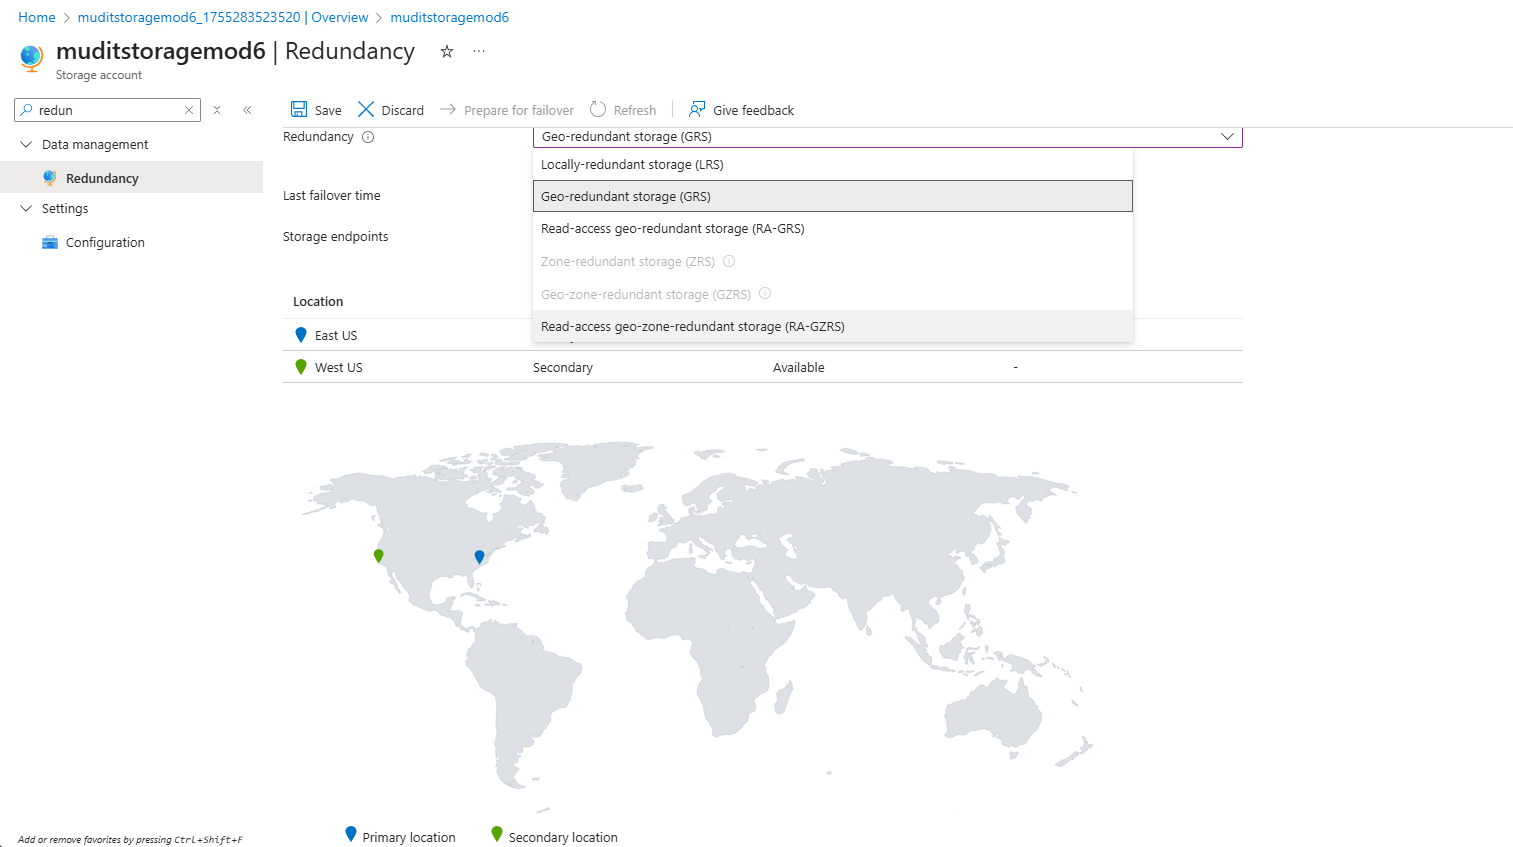 Home > muditstoragemod6_1755283523520 | Overview > muditstoragemod6
muditstoragemod6 | Redundancy
Storage account
redun
Save Discard Prepare for failover Refresh Give feedback
Data management
Redundancy
Settings
Configuration
Redundancy
Geo-redundant storage (GRS)
Locally-redundant storage (LRS)
Geo-redundant storage (GRS)
Read-access geo-redundant storage (RA-GRS)
Zone-redundant storage (ZRS)
Geo-zone-redundant storage (GZRS)
Read-access geo-zone-redundant storage (RA-GZRS)
Last failover time
Storage endpoints
Location
East US
West US Secondary Available -
Primary location Secondary location
Add or remove favorites by pressing Ctrl+Shift+F